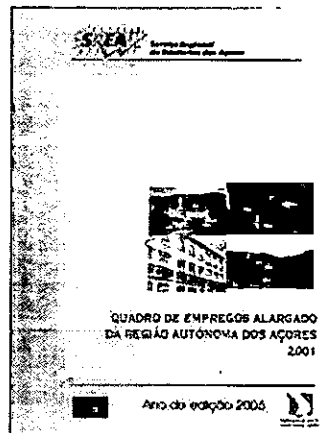 SREA
Serviço Regional
de Estatística dos Açores
QUADRO DE EMPREGOS ALARGADO
DA REGIÃO AUTÓNOMA DOS AÇORES
2001
Ano de edição 2005